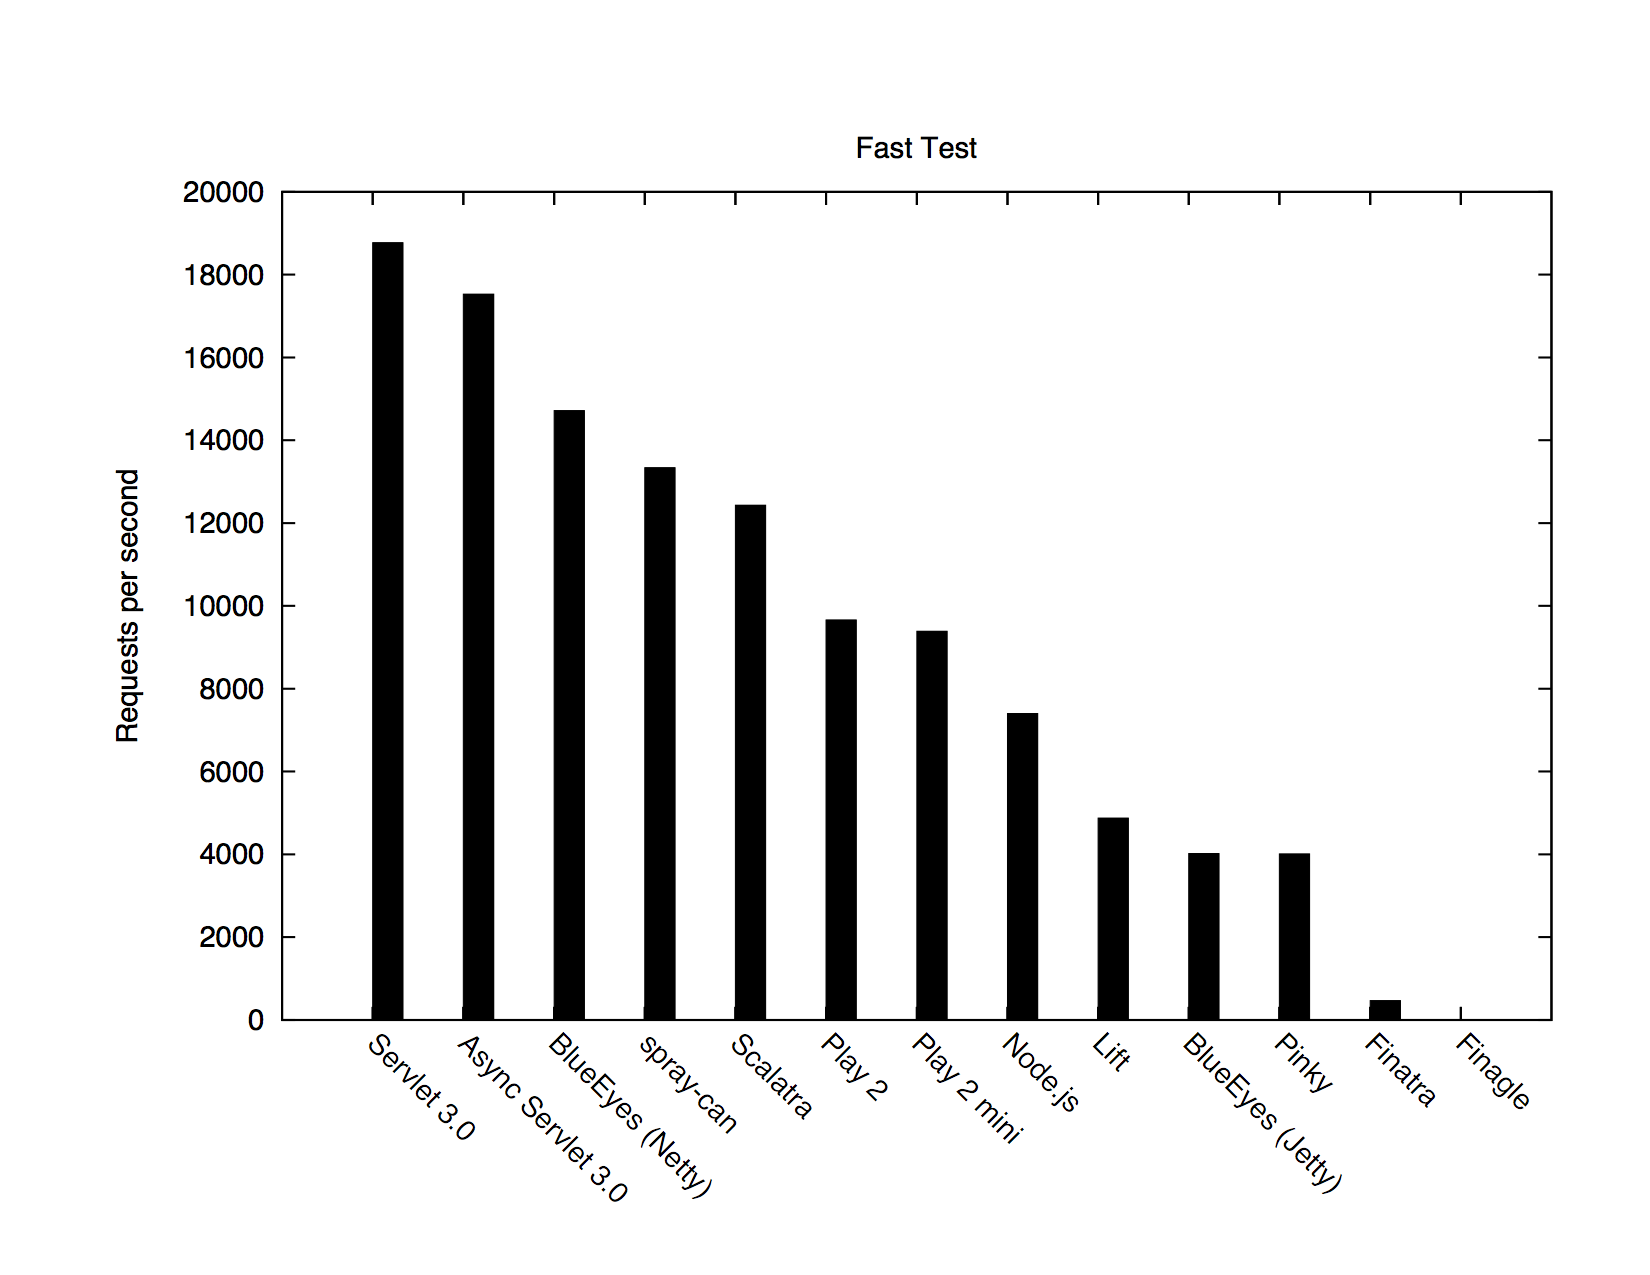 Fast Test
20000
18000
16000
14000
12000
10000
8000
6000
4000
2000
0
Requests per second
Servlet 3.0
Async Servlet 3.0
BlueEyes (Netty)
spray-can
Scalatra
Play 2
Play 2 mini
Node.js
Lift
BlueEyes (Jetty)
Pinky
Finatra
Finagle